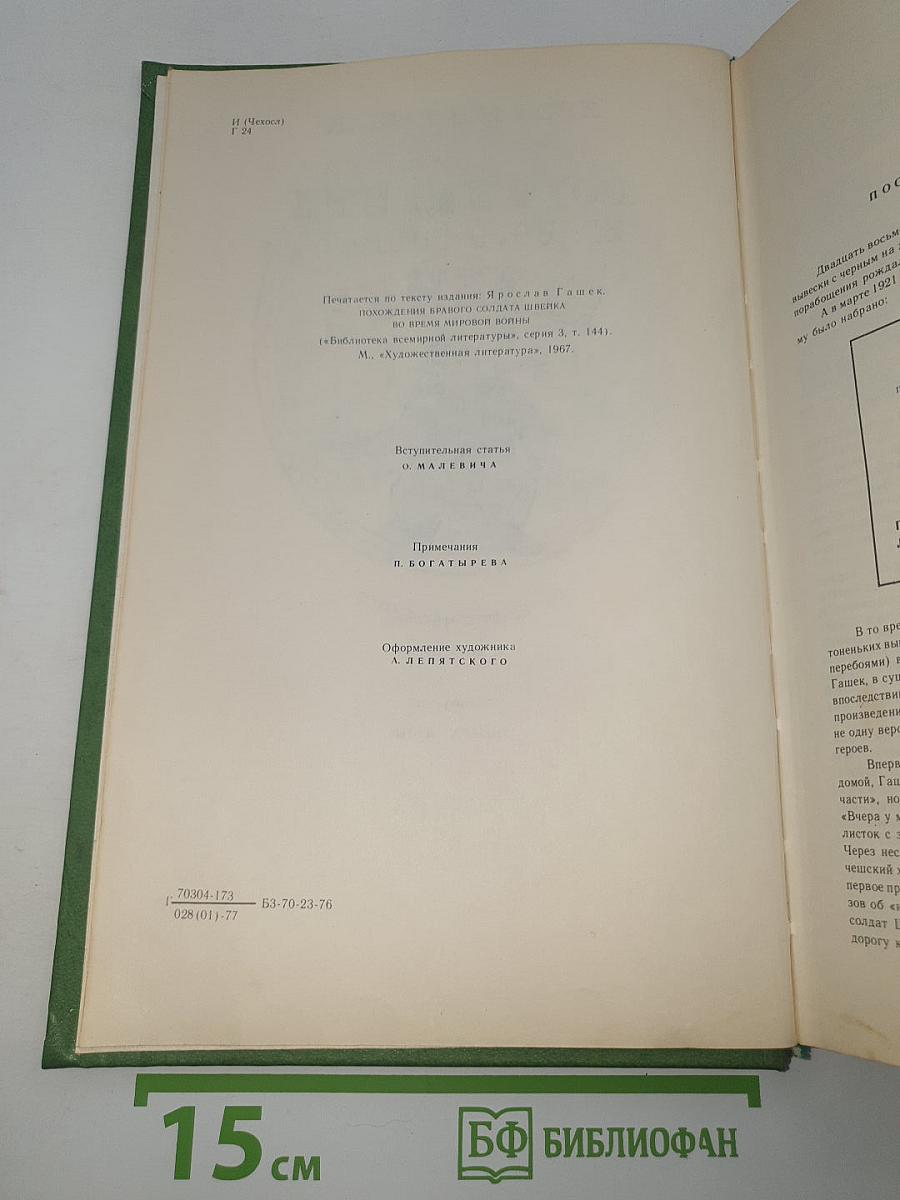 И (Чехосл)
Г 24
Печатается по тексту издания: Ярослав Гашек.
ПОХОЖДЕНИЯ БРАВОГО СОЛДАТА ШВЕЙКА
ВО ВРЕМЯ МИРОВОЙ ВОЙНЫ
(«Библиотека всемирной литературы», серия 3, т. 144).
М., «Художественная литература», 1967.
Вступительная статья
О. МАЛЕВИЧА
Примечания
П. БОГАТЫРЕВА
Оформление художника
А. ЛЕПЯТСКОГО
Г 70304-173
028(01)-77
БЗ-70-23-76
ПОС
Двадцать восьм
вывески с черным на
порабощения рожда
А в марте 1921
му было набрано:
В то вре
тоненьких вып
перебоями) в
Гашек, в сущ
впоследстви
произведени
не одну верс
героев.
Вперв
домой, Гаш
части», но
«Вчера у м
листок с з
Через нес
чешский х
первое пр
зов об «и
солдат
дорогу к
15 см
БФ БИБЛИОФАН